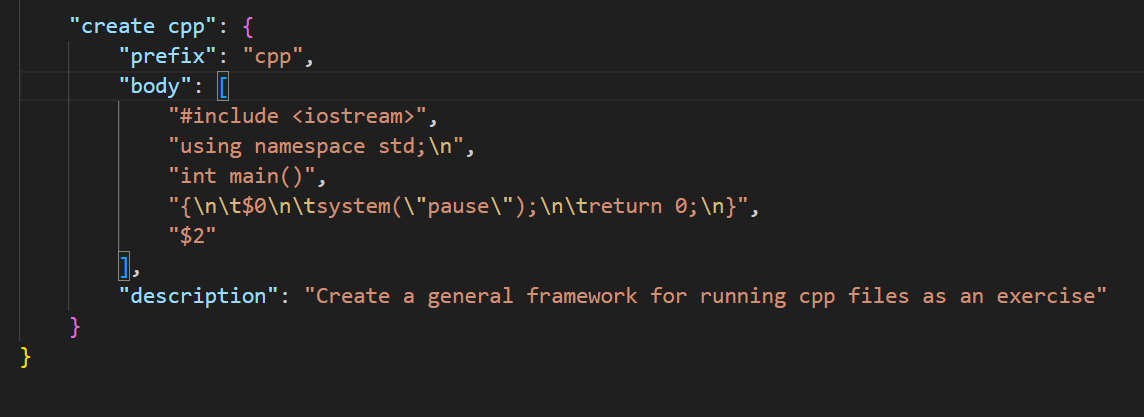 "create cpp": {
"prefix": "cpp",
"body": [
"#include <iostream>",
"using namespace std;\n",
"int main()",
"{\n\t$0\n\tsystem(\"pause\");\n\treturn 0;\n}",
"$2"
],
"description": "Create a general framework for running cpp files as an exercise"
}
}